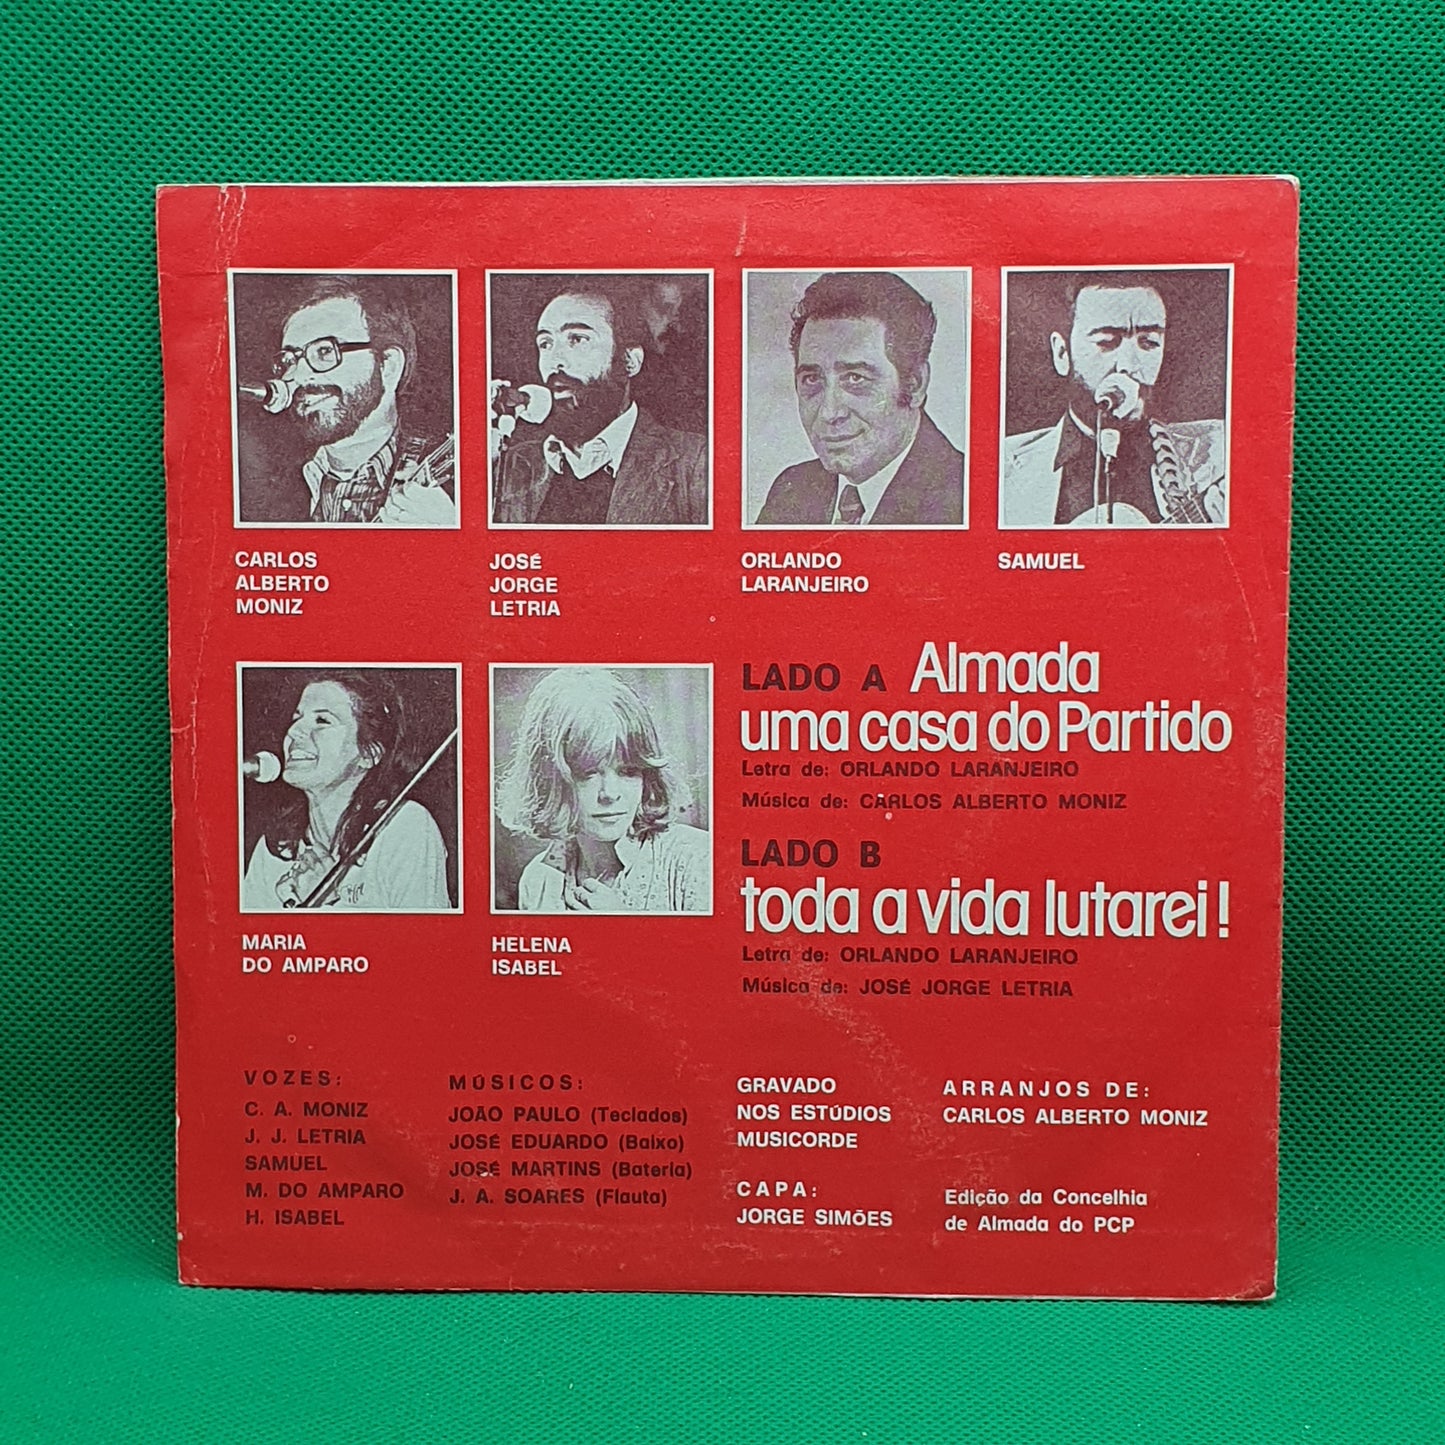 CARLOS
ALBERTO
MONIZ
JOSÉ
JORGE
LETRIA
ORLANDO
LARANJEIRO
SAMUEL
MARIA
DO AMPARO
HELENA
ISABEL
LADO A Almada
uma casa do Partido
Letra de: ORLANDO LARANJEIRO
Música de: CARLOS ALBERTO MONIZ
LADO B
toda a vida lutarei!
Letra de: ORLANDO LARANJEIRO
Música de: JOSÉ JORGE LETRIA
VOZES:
C. A. MONIZ
J. J. LETRIA
SAMUEL
M. DO AMPARO
H. ISABEL
MÚSICOS:
JOÃO PAULO (Teclados)
JOSÉ EDUARDO (Baixo)
JOSÉ MARTINS (Bateria)
J. A. SOARES (Flauta)
GRAVADO
NOS ESTÚDIOS
MUSICORDE
CAPA:
JORGE SIMÕES
ARRANJOS DE:
CARLOS ALBERTO MONIZ
Edição da Concelhia
de Almada do PCP